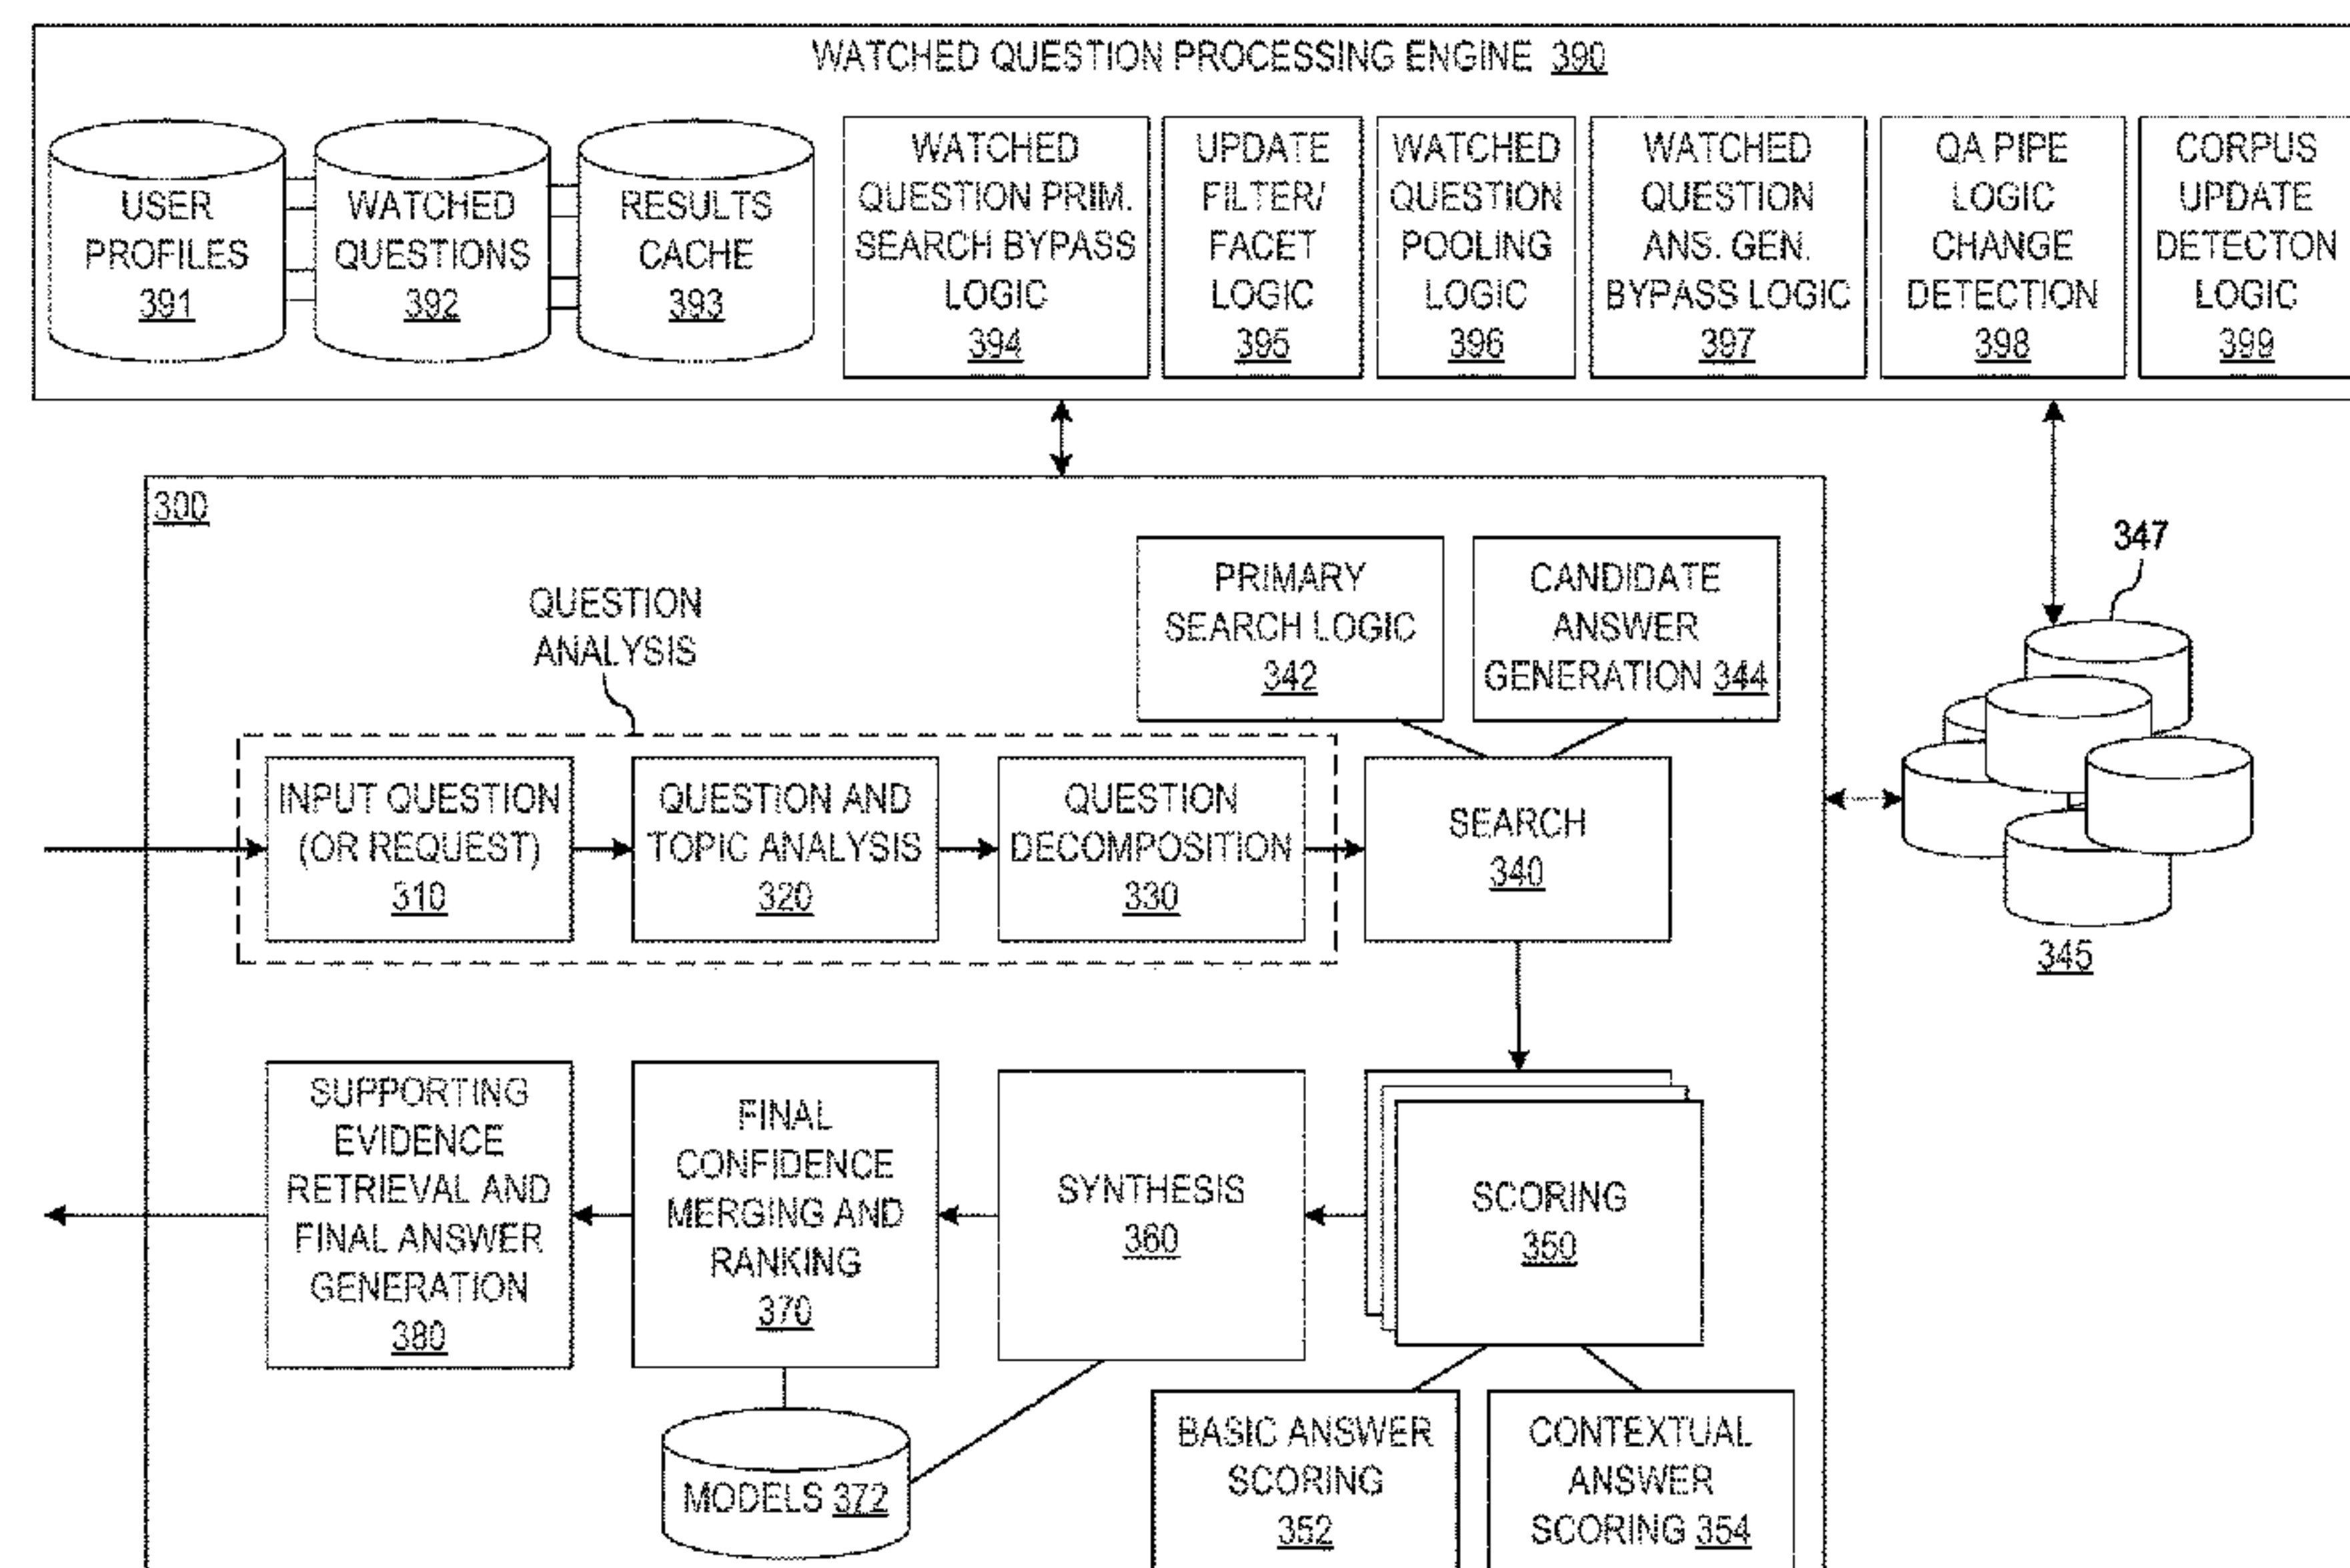 WATCHED QUESTION PROCESSING ENGINE 390
USER
PROFILES
391
WATCHED
QUESTIONS
392
RESULTS
CACHE
393
WATCHED
QUESTION PRIM.
SEARCH BYPASS
LOGIC
394
UPDATE
FILTER/
FACET
LOGIC
395
WATCHED
QUESTION
POOLING
LOGIC
396
WATCHED
QUESTION
ANS. GEN.
BYPASS LOGIC
397
QA PIPE
LOGIC
CHANGE
DETECTION
398
CORPUS
UPDATE
DETECTON
LOGIC
399
300
QUESTION
ANALYSIS
PRIMARY
SEARCH LOGIC
342
CANDIDATE
ANSWER
GENERATION 344
347
INPUT QUESTION
(OR REQUEST)
310
QUESTION AND
TOPIC ANALYSIS
320
QUESTION
DECOMPOSITION
330
SEARCH
340
345
SUPPORTING
EVIDENCE
RETRIEVAL AND
FINAL ANSWER
GENERATION
380
FINAL
CONFIDENCE
MERGING AND
RANKING
370
SYNTHESIS
360
SCORING
350
MODELS 372
BASIC ANSWER
SCORING
352
CONTEXTUAL
ANSWER
SCORING 354